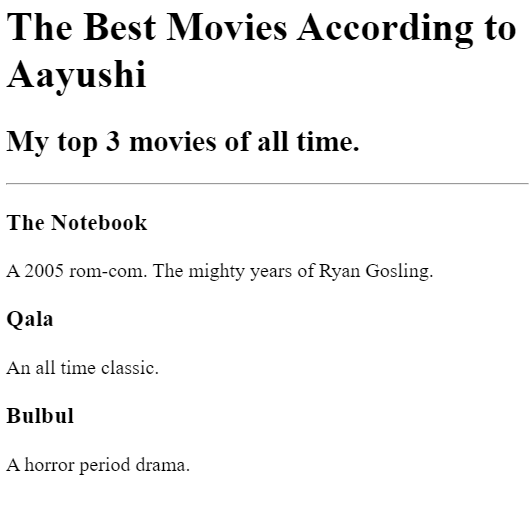 The Best Movies According to
Aayushi
My top 3 movies of all time.
The Notebook
A 2005 rom-com. The mighty years of Ryan Gosling.
Qala
An all time classic.
Bulbul
A horror period drama.